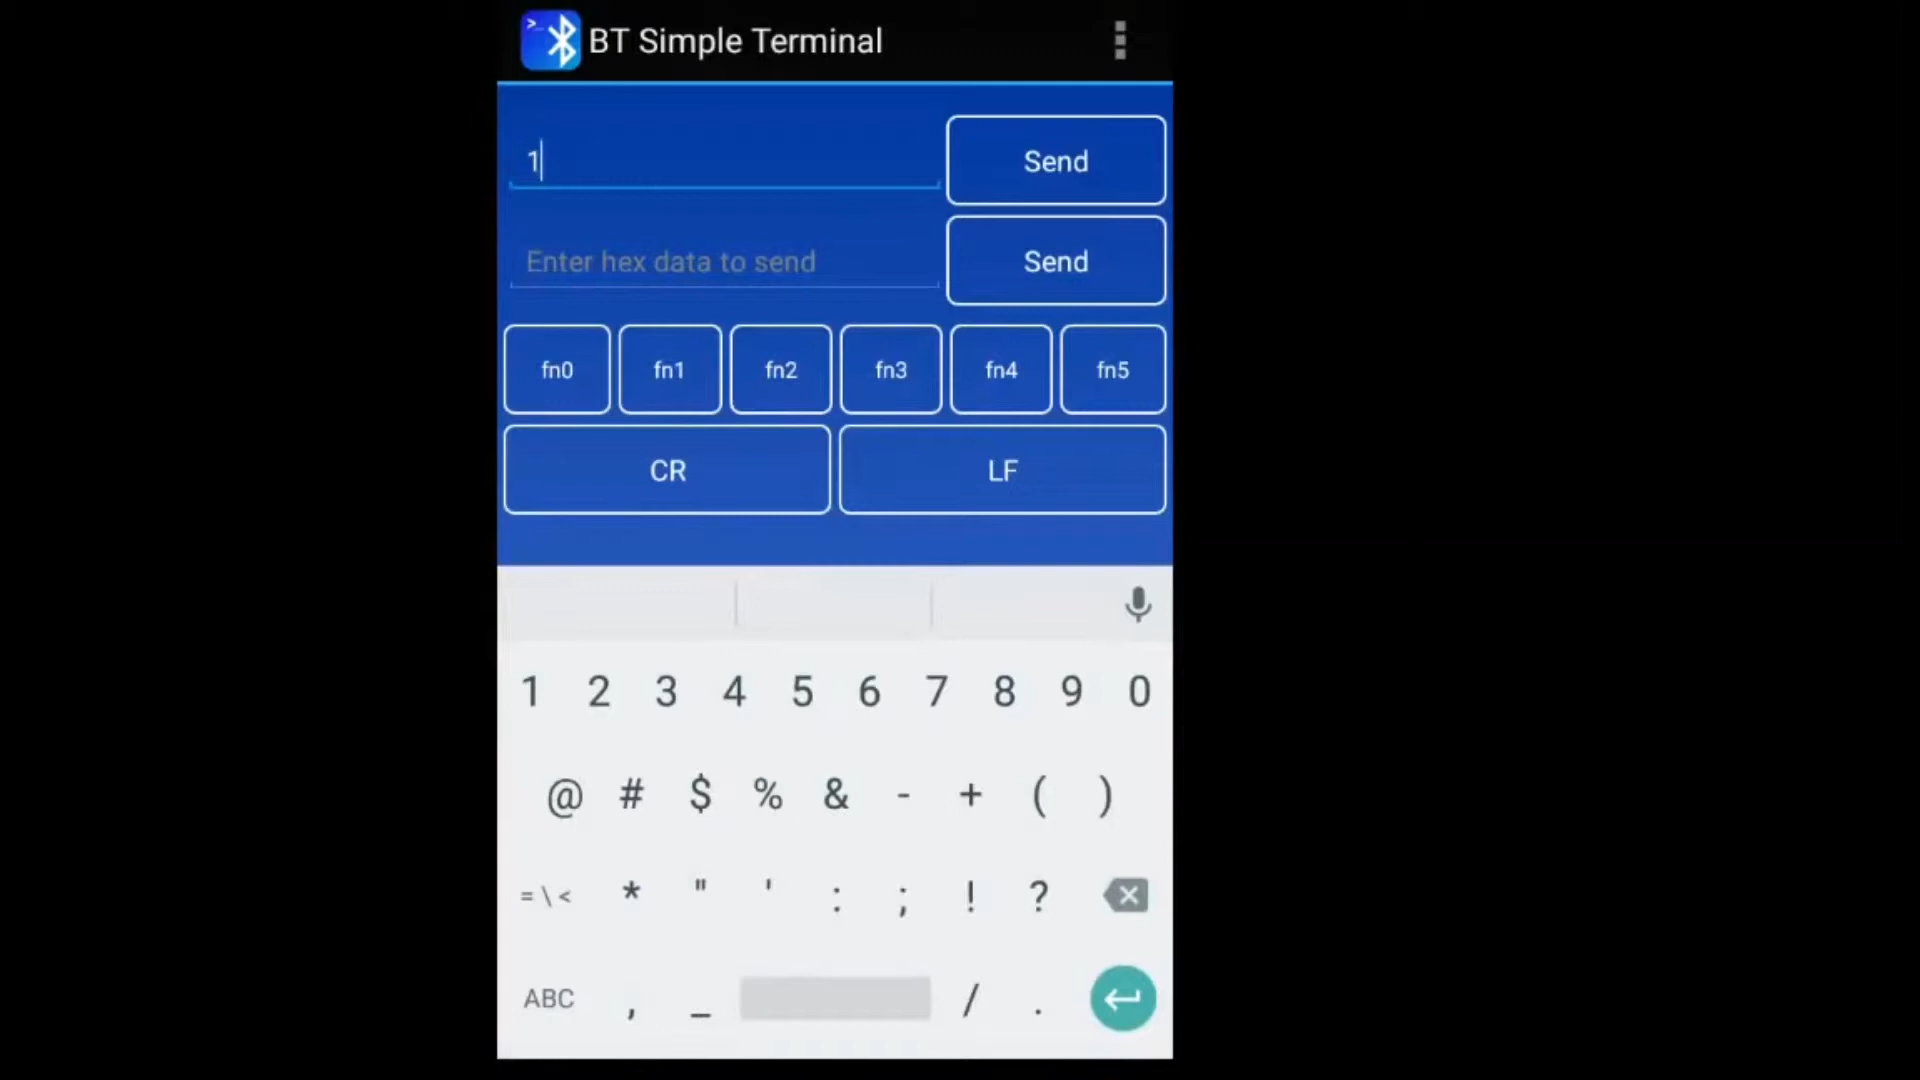 >_ BT Simple Terminal
1 Send
Enter hex data to send Send
fn0 fn1 fn2 fn3 fn4 fn5
CR LF
1 2 3 4 5 6 7 8 9 0
@ # $ % & - + ( )
= \ < * " ' : ; ! ?
ABC , _ / .